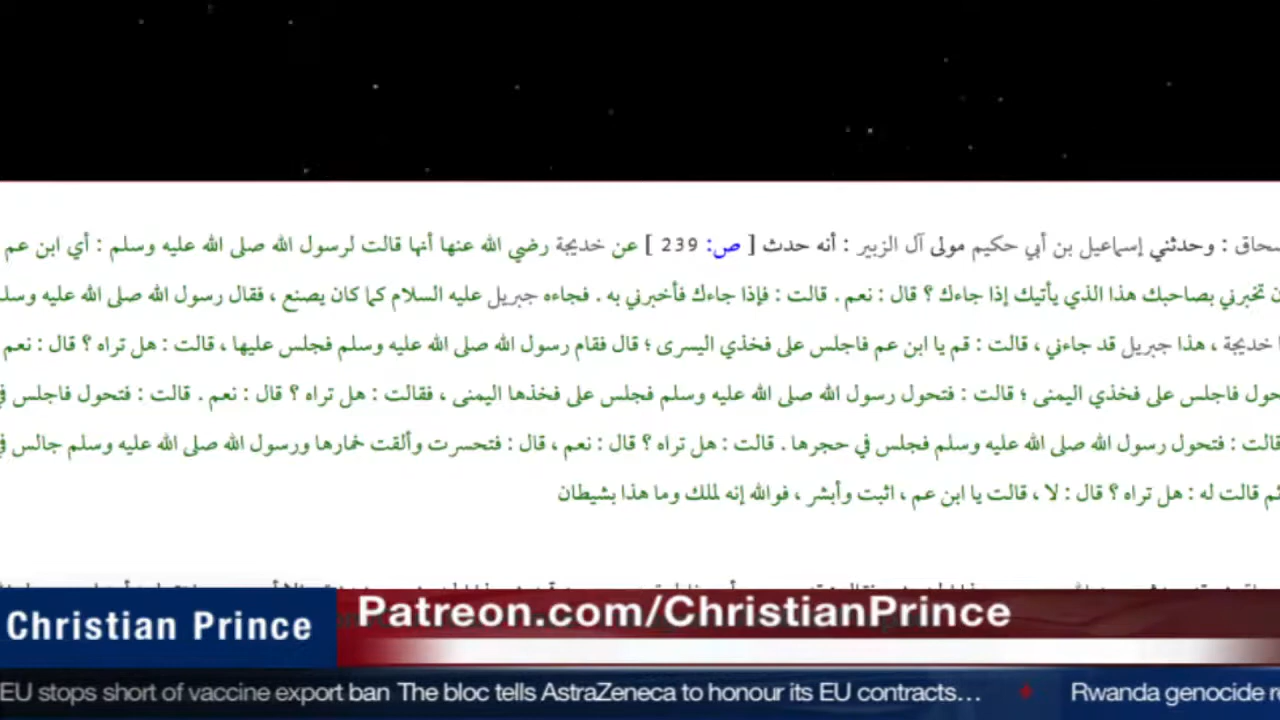 سحاق : وحدثني إسماعيل بن أبي حكيم مولى آل الزبير : أنه حدث [ ص: 239 ] عن خديجة رضي الله عنها أنها قالت لرسول الله صلى الله عليه وسلم : أي ابن عم
ن تخبرني بصاحبك هذا الذي يأتيك إذا جاءك ؟ قال : نعم . قالت : فإذا جاءك فأخبرني به . فجاءه جبريل عليه السلام كما كان يصنع ، فقال رسول الله صلى الله عليه وسل
ا خديجة ، هذا جبريل قد جاءني ، قالت : قم يا ابن عم فاجلس على فخذي اليسرى ؛ قال فقام رسول الله صلى الله عليه وسلم فجلس عليها ، قالت : هل تراه ؟ قال : نعم
حول فاجلس على فخذي اليمنى ؛ قالت : فتحول رسول الله صلى الله عليه وسلم فجلس على فخذها اليمنى ، فقالت : هل تراه ؟ قال : نعم . قالت : فتحول فاجلس في
قالت : فتحول رسول الله صلى الله عليه وسلم فجلس في حجرها . قالت : هل تراه ؟ قال : نعم ، قال : فتحسرت وألقت خمارها ورسول الله صلى الله عليه وسلم جالس في
ثم قالت له : هل تراه ؟ قال : لا ، قالت يا ابن عم ، اثبت وأبشر ، فوالله إنه لملك وما هذا بشيطان
Christian Prince
Patreon.com/ChristianPrince
EU stops short of vaccine export ban The bloc tells AstraZeneca to honour its EU contracts… Rwanda genocide re